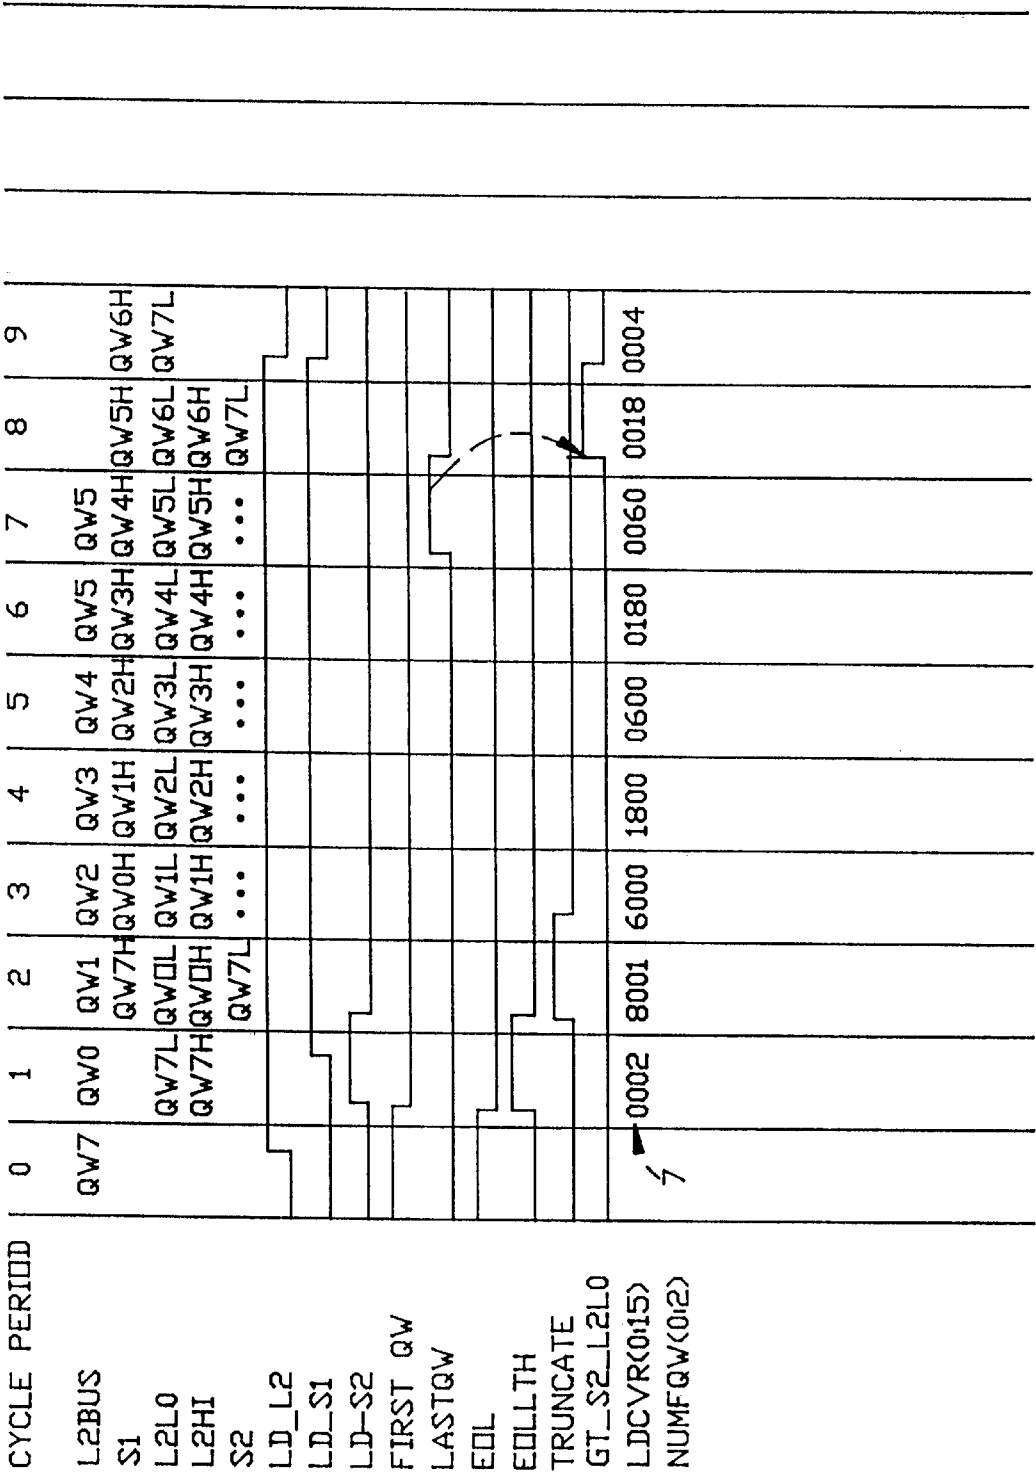 CYCLE PERIOD 0 1 2 3 4 5 6 7 8 9
L2BUS QW7 QW0 QW1 QW2 QW3 QW4 QW5 QW5
S1 QW7H QW0H QW1H QW2H QW3H QW4H QW5H QW6H
L2LO QW7L QW0L QW1L QW2L QW3L QW4L QW5L QW6L QW7L
L2HI QW7H QW0H QW1H QW2H QW3H QW4H QW5H QW6H
S2 QW7L ... ... ... ... ... QW7L
LD_L2
LD_S1
LD-S2
FIRST QW
LASTQW
EOL
EOLLTH
TRUNCATE
GT_S2_L2LO
LDCVR(0:15) 0002 8001 6000 1800 0600 0180 0060 0018 0004
NUMFQW(0:2)